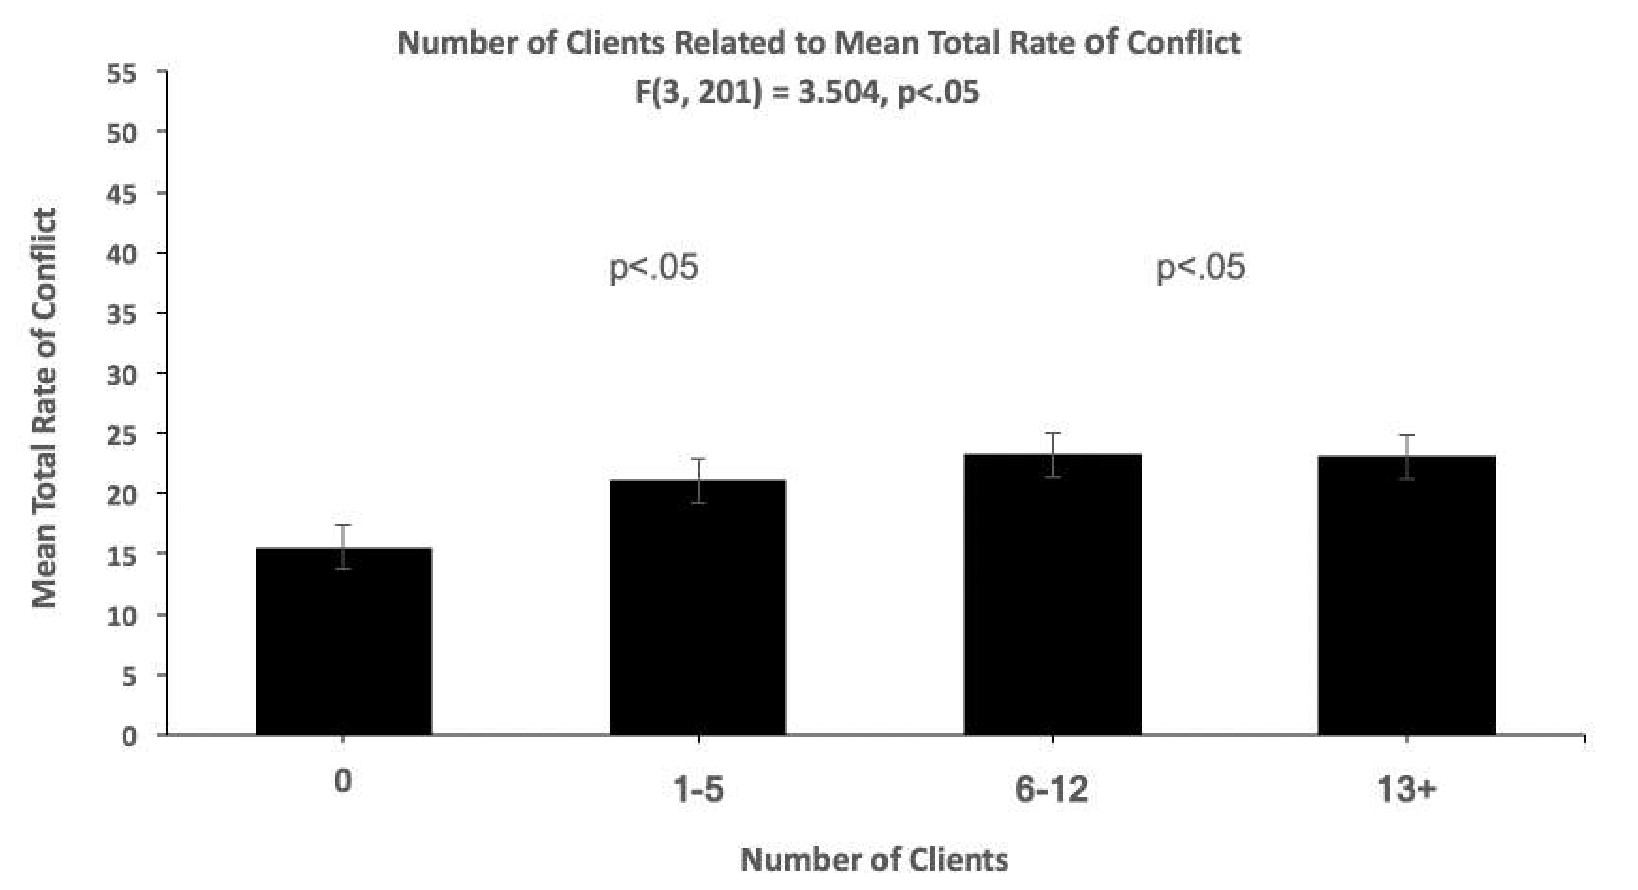 Number of Clients Related to Mean Total Rate of Conflict
F(3, 201) = 3.504, p<.05
Mean Total Rate of Conflict
55
50
45
40
35
30
25
20
15
10
5
0
p<.05
p<.05
0
1-5
6-12
13+
Number of Clients